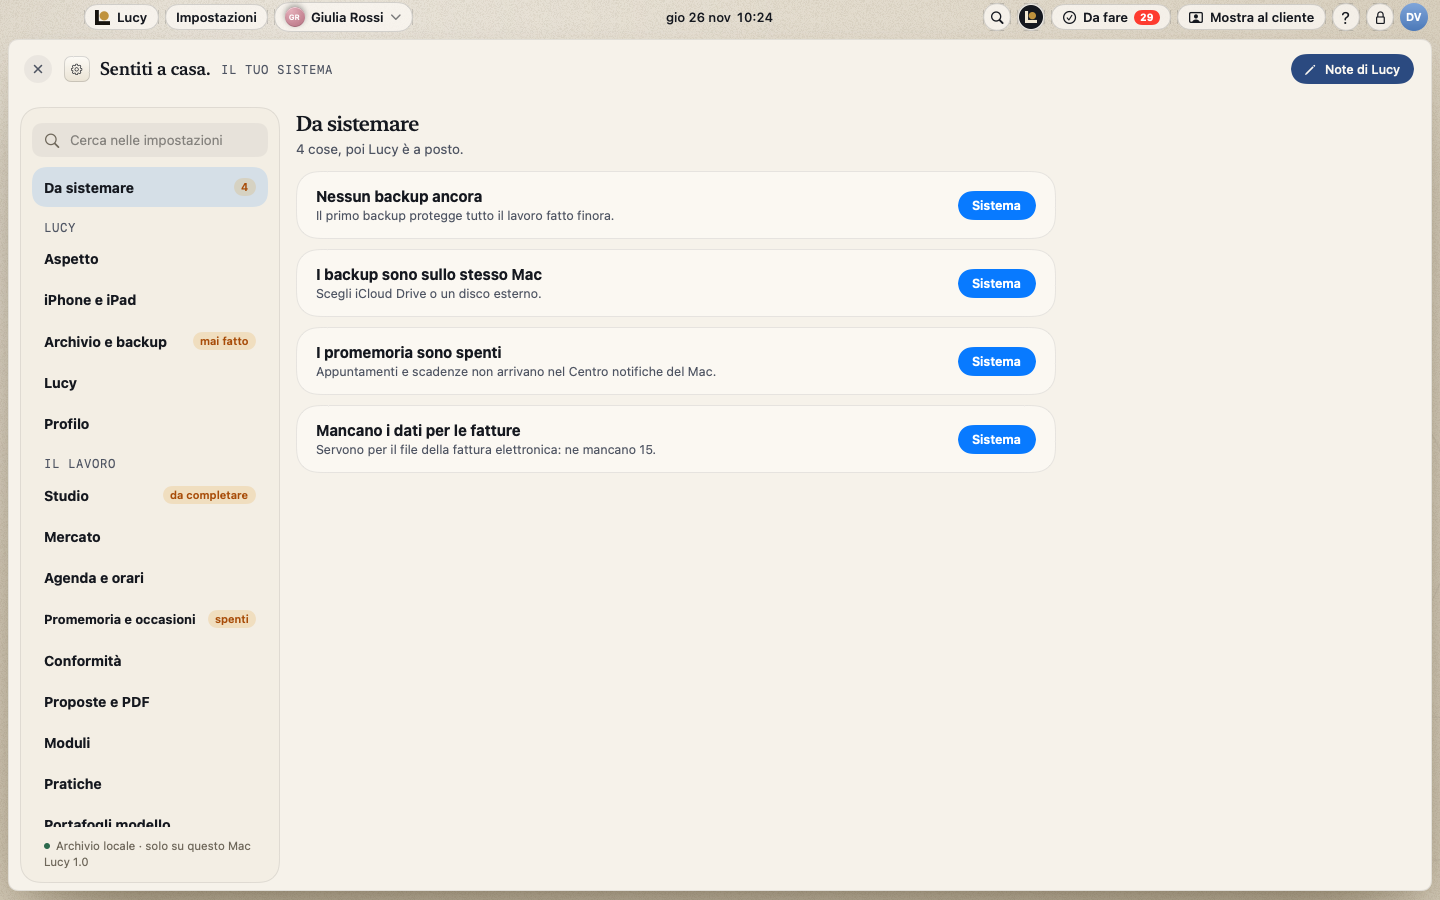 Lucy
Impostazioni
GR
Giulia Rossi
gio 26 nov 10:24
Da fare 29
Mostra al cliente
?
DV
Sentiti a casa. IL TUO SISTEMA
Note di Lucy
Cerca nelle impostazioni
Da sistemare 4
LUCY
Aspetto
iPhone e iPad
Archivio e backup mai fatto
Lucy
Profilo
IL LAVORO
Studio da completare
Mercato
Agenda e orari
Promemoria e occasioni spenti
Conformità
Proposte e PDF
Moduli
Pratiche
Portafogli modello
Archivio locale · solo su questo Mac
Lucy 1.0
Da sistemare
4 cose, poi Lucy è a posto.
Nessun backup ancora
Il primo backup protegge tutto il lavoro fatto finora.
Sistema
I backup sono sullo stesso Mac
Scegli iCloud Drive o un disco esterno.
Sistema
I promemoria sono spenti
Appuntamenti e scadenze non arrivano nel Centro notifiche del Mac.
Sistema
Mancano i dati per le fatture
Servono per il file della fattura elettronica: ne mancano 15.
Sistema